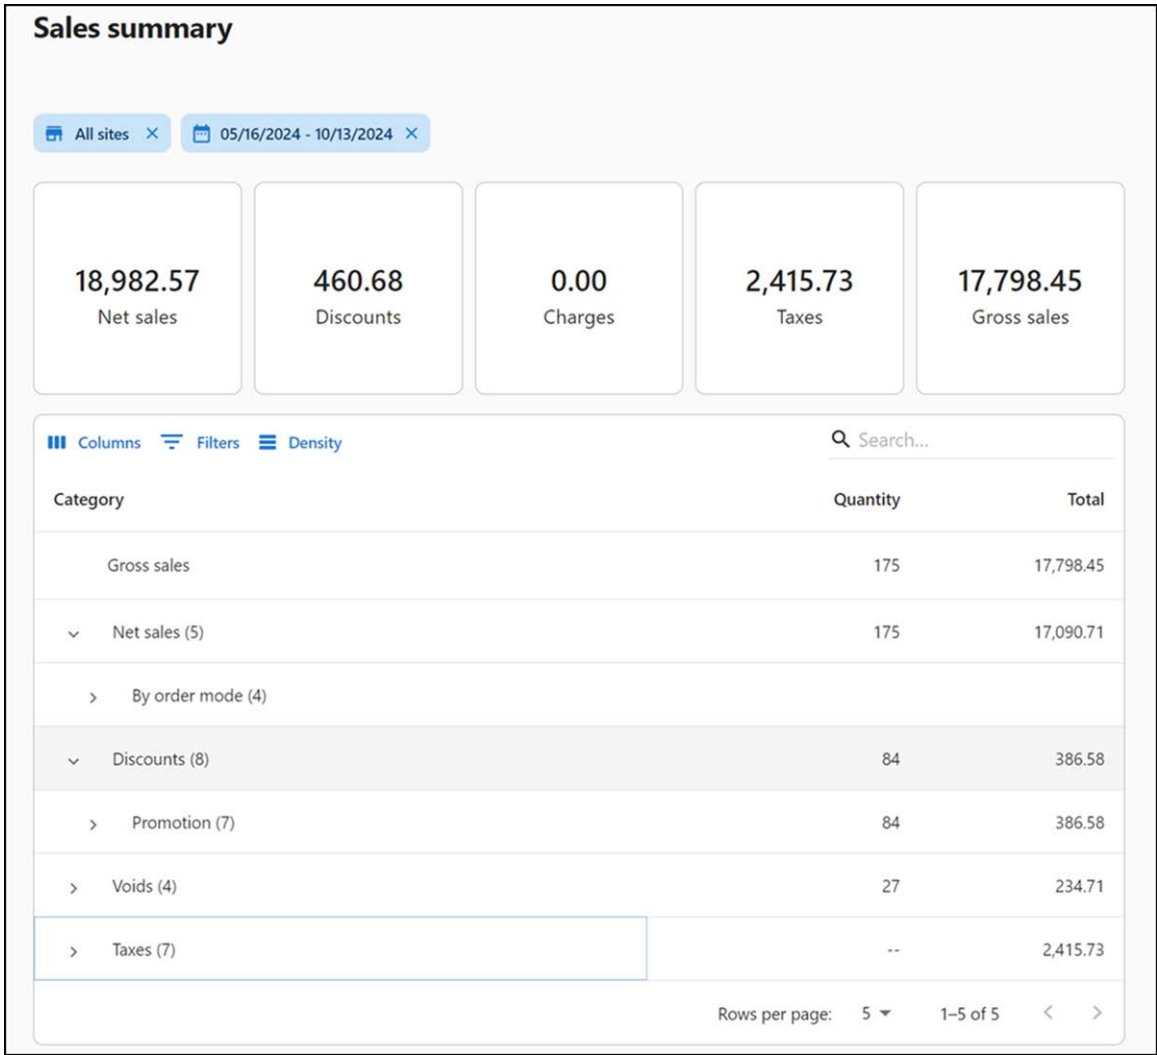 Sales summary
All sites
05/16/2024 - 10/13/2024
18,982.57
Net sales
460.68
Discounts
0.00
Charges
2,415.73
Taxes
17,798.45
Gross sales
Columns Filters Density Search...
Category Quantity Total
Gross sales 175 17,798.45
Net sales (5) 175 17,090.71
By order mode (4)
Discounts (8) 84 386.58
Promotion (7) 84 386.58
Voids (4) 27 234.71
Taxes (7) -- 2,415.73
Rows per page: 5 1–5 of 5